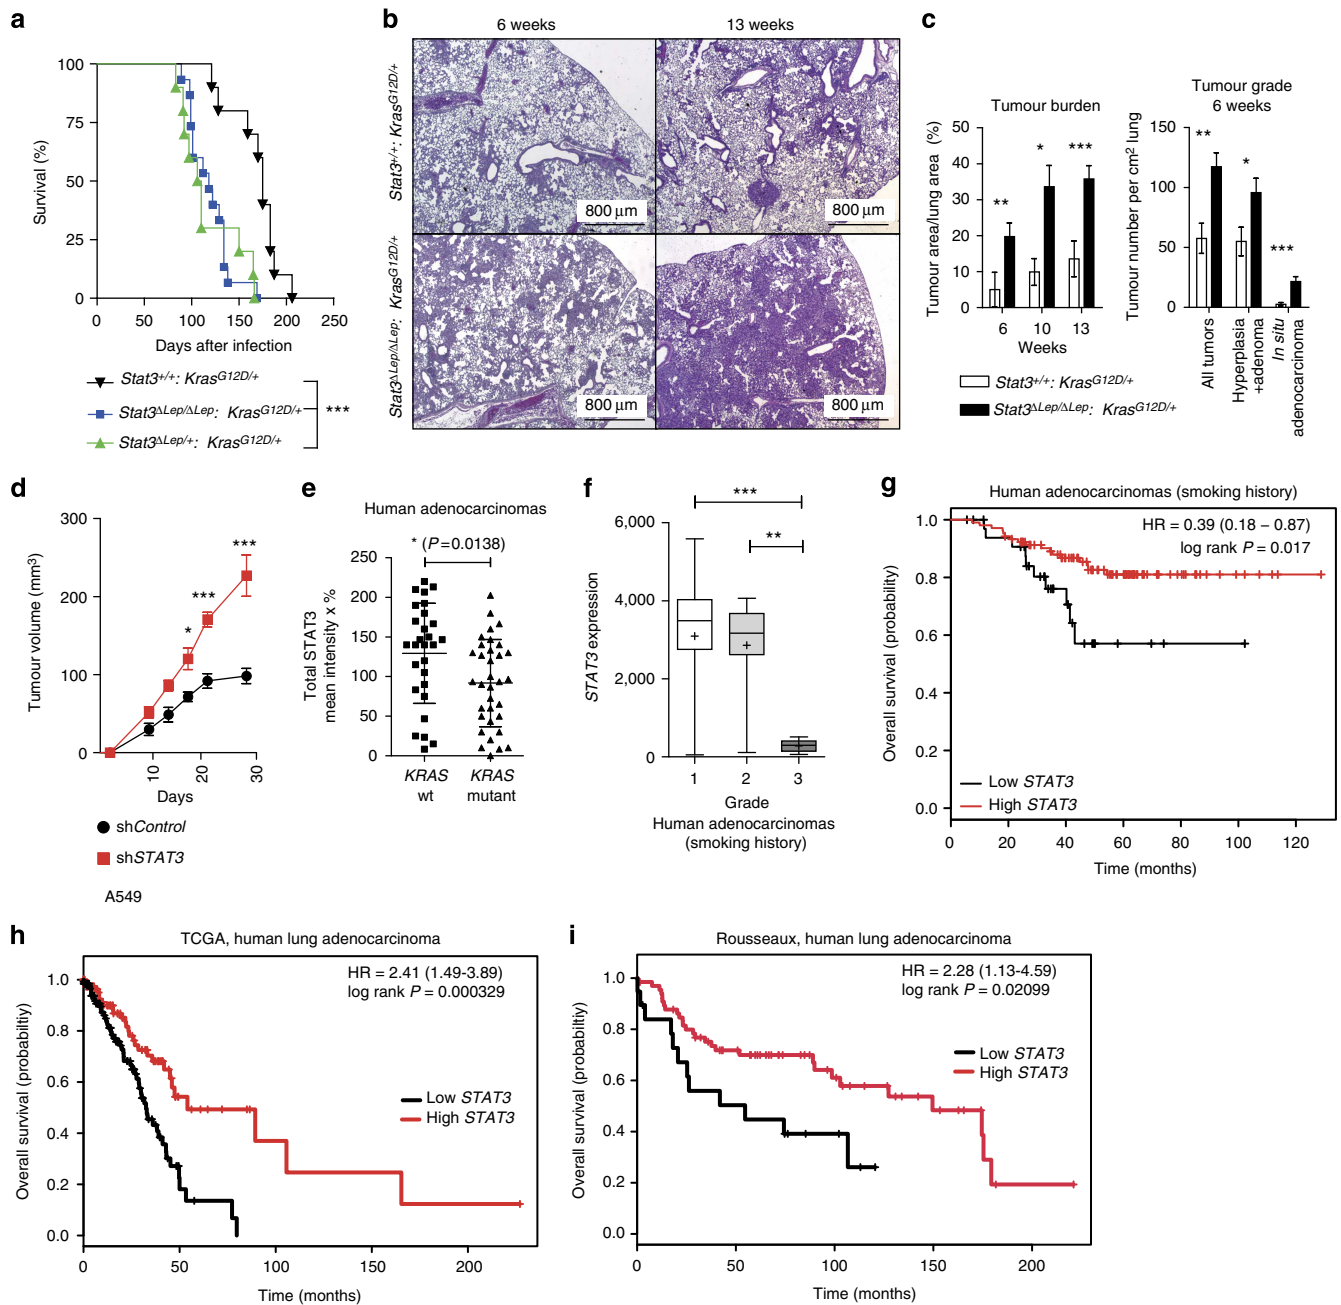 a
100
75
50
25
0
Survival (%)
0 50 100 150 200 250
Days after infection
Stat3+/+: KrasG12D/+
Stat3ΔLep/ΔLep: KrasG12D/+
Stat3ΔLep/+: KrasG12D/+
***
b
6 weeks 13 weeks
Stat3+/+: KrasG12D/+
Stat3ΔLep/ΔLep: KrasG12D/+
800 µm 800 µm
800 µm 800 µm
c
Tumour burden
Tumour area/lung area (%)
50
40
30
20
10
0
** * ***
6 10 13
Weeks
Tumour grade
6 weeks
Tumour number per cm2 lung
150
100
50
0
** * ***
All tumors
Hyperplasia
+adenoma
In situ
adenocarcinoma
Stat3+/+: KrasG12D/+
Stat3ΔLep/ΔLep: KrasG12D/+
d
Tumour volume (mm3)
300
200
100
0
* *** ***
10 20 30
Days
shControl
shSTAT3
A549
e
Human adenocarcinomas
* (P=0.0138)
Total STAT3
mean intensity x %
250
200
150
100
50
0
KRAS
wt
KRAS
mutant
f
***
**
STAT3 expression
6,000
4,000
2,000
0
1 2 3
Grade
Human adenocarcinomas
(smoking history)
g
Human adenocarcinomas (smoking history)
HR = 0.39 (0.18 – 0.87)
log rank P = 0.017
Overall survival (probability)
1.0
0.8
0.6
0.4
0.2
0.0
Low STAT3
High STAT3
0 20 40 60 80 100 120
Time (months)
h
TCGA, human lung adenocarcinoma
HR = 2.41 (1.49-3.89)
log rank P = 0.000329
Overall survival (probabiltiy)
1.0
0.8
0.6
0.4
0.2
0.0
Low STAT3
High STAT3
0 50 100 150 200
Time (months)
i
Rousseaux, human lung adenocarcinoma
HR = 2.28 (1.13-4.59)
log rank P = 0.02099
Overall survival (probabiltiy)
1.0
0.8
0.6
0.4
0.2
0.0
Low STAT3
High STAT3
0 50 100 150 200
Time (months)